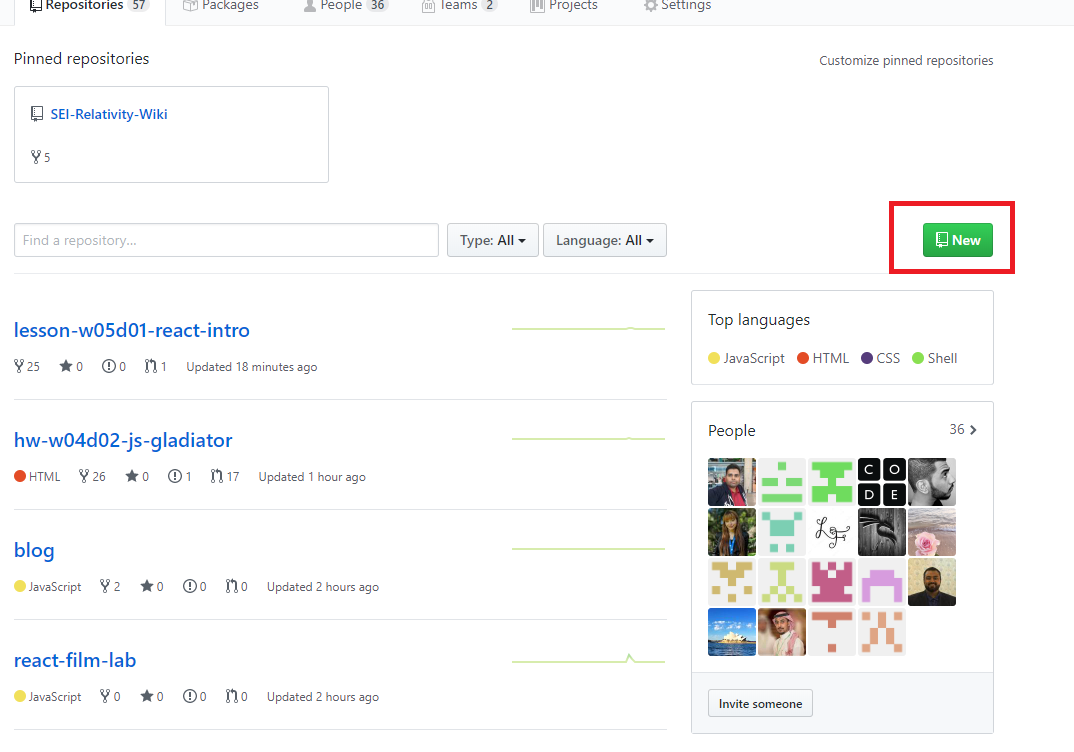 Repositories 57 Packages People 36 Teams 2 Projects Settings
Pinned repositories
Customize pinned repositories
SEI-Relativity-Wiki
5
Find a repository...
Type: All
Language: All
New
lesson-w05d01-react-intro
25 0 0 1 Updated 18 minutes ago
hw-w04d02-js-gladiator
HTML 26 0 1 17 Updated 1 hour ago
blog
JavaScript 2 0 0 0 Updated 2 hours ago
react-film-lab
JavaScript 0 0 0 0 Updated 2 hours ago
Top languages
JavaScript HTML CSS Shell
People
36
C O
D E
LF
Invite someone